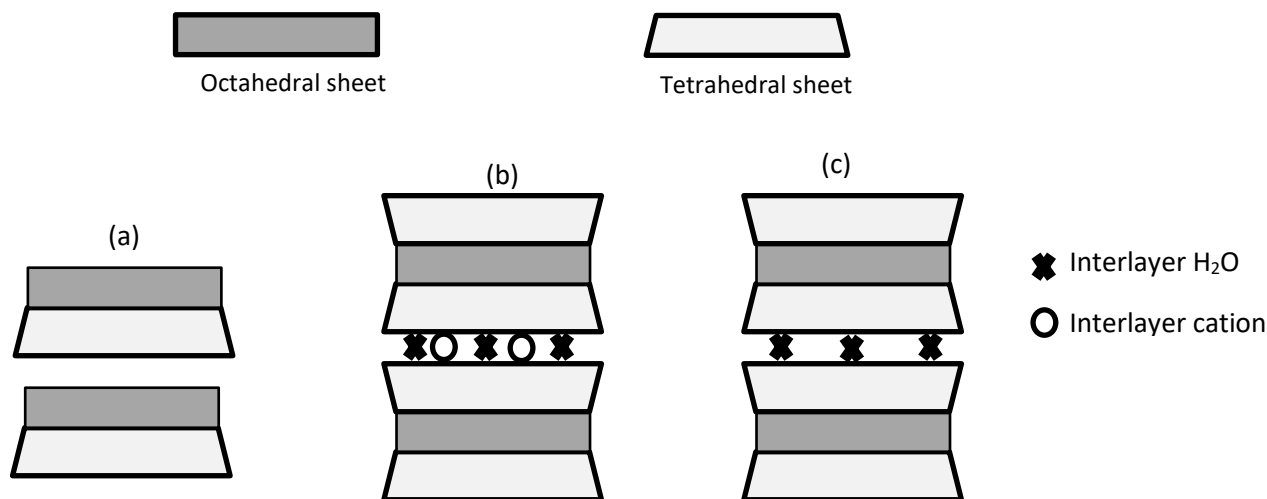 Octahedral sheet
Tetrahedral sheet
(a)
(b)
(c)
Interlayer H₂O
Interlayer cation